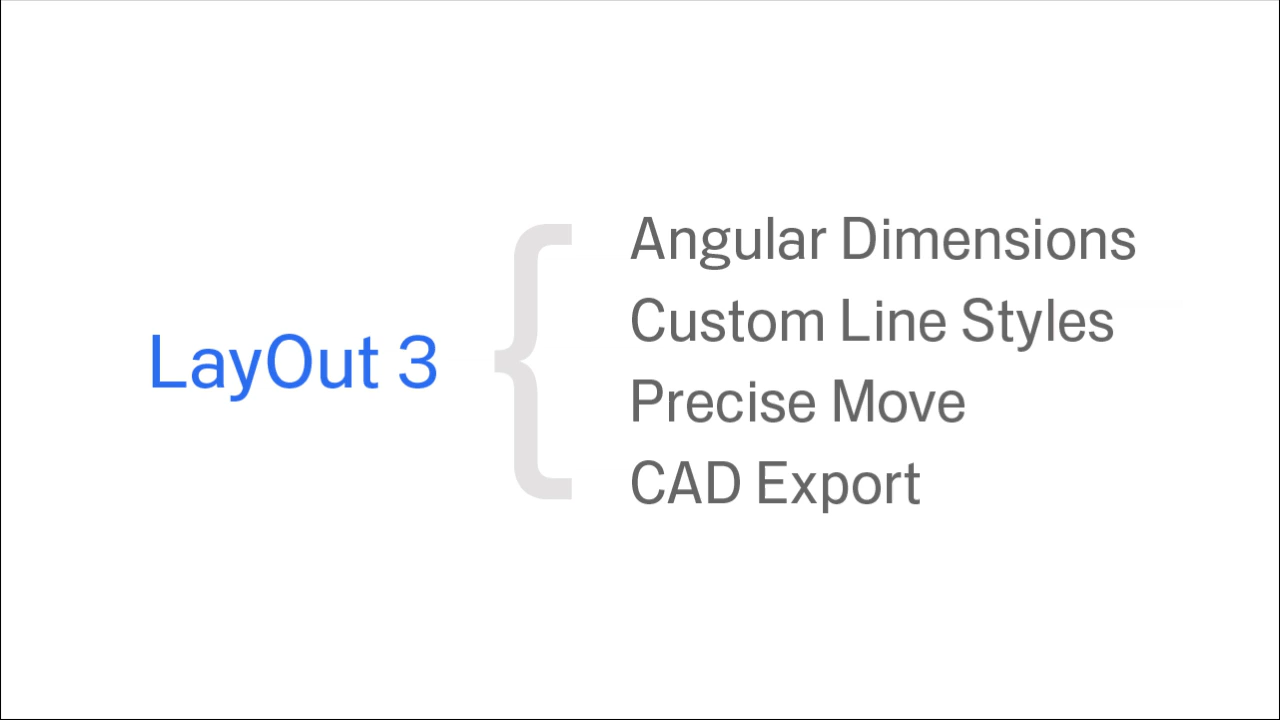 LayOut 3
Angular Dimensions
Custom Line Styles
Precise Move
CAD Export